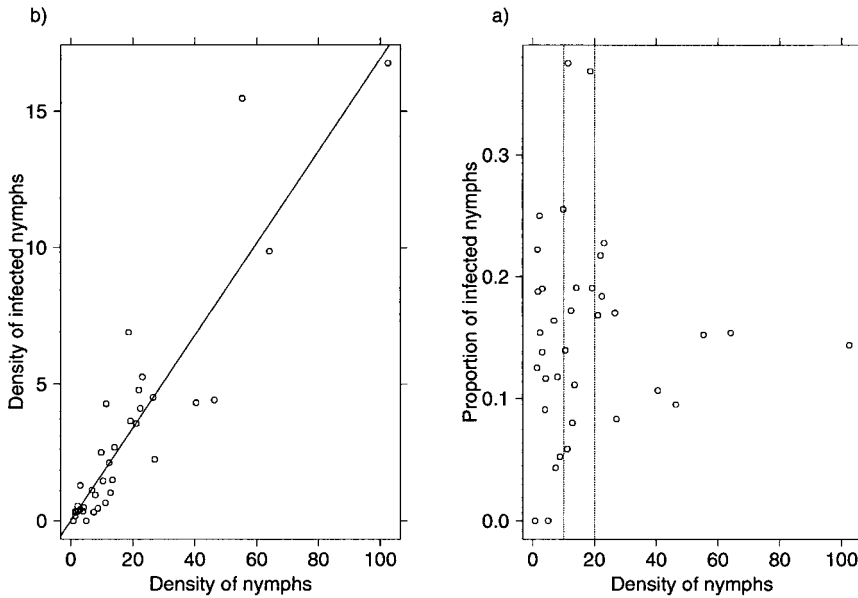 b)
Density of infected nymphs
15
10
5
0
0 20 40 60 80 100
Density of nymphs
a)
Proportion of infected nymphs
0.3
0.2
0.1
0.0
0 20 40 60 80 100
Density of nymphs